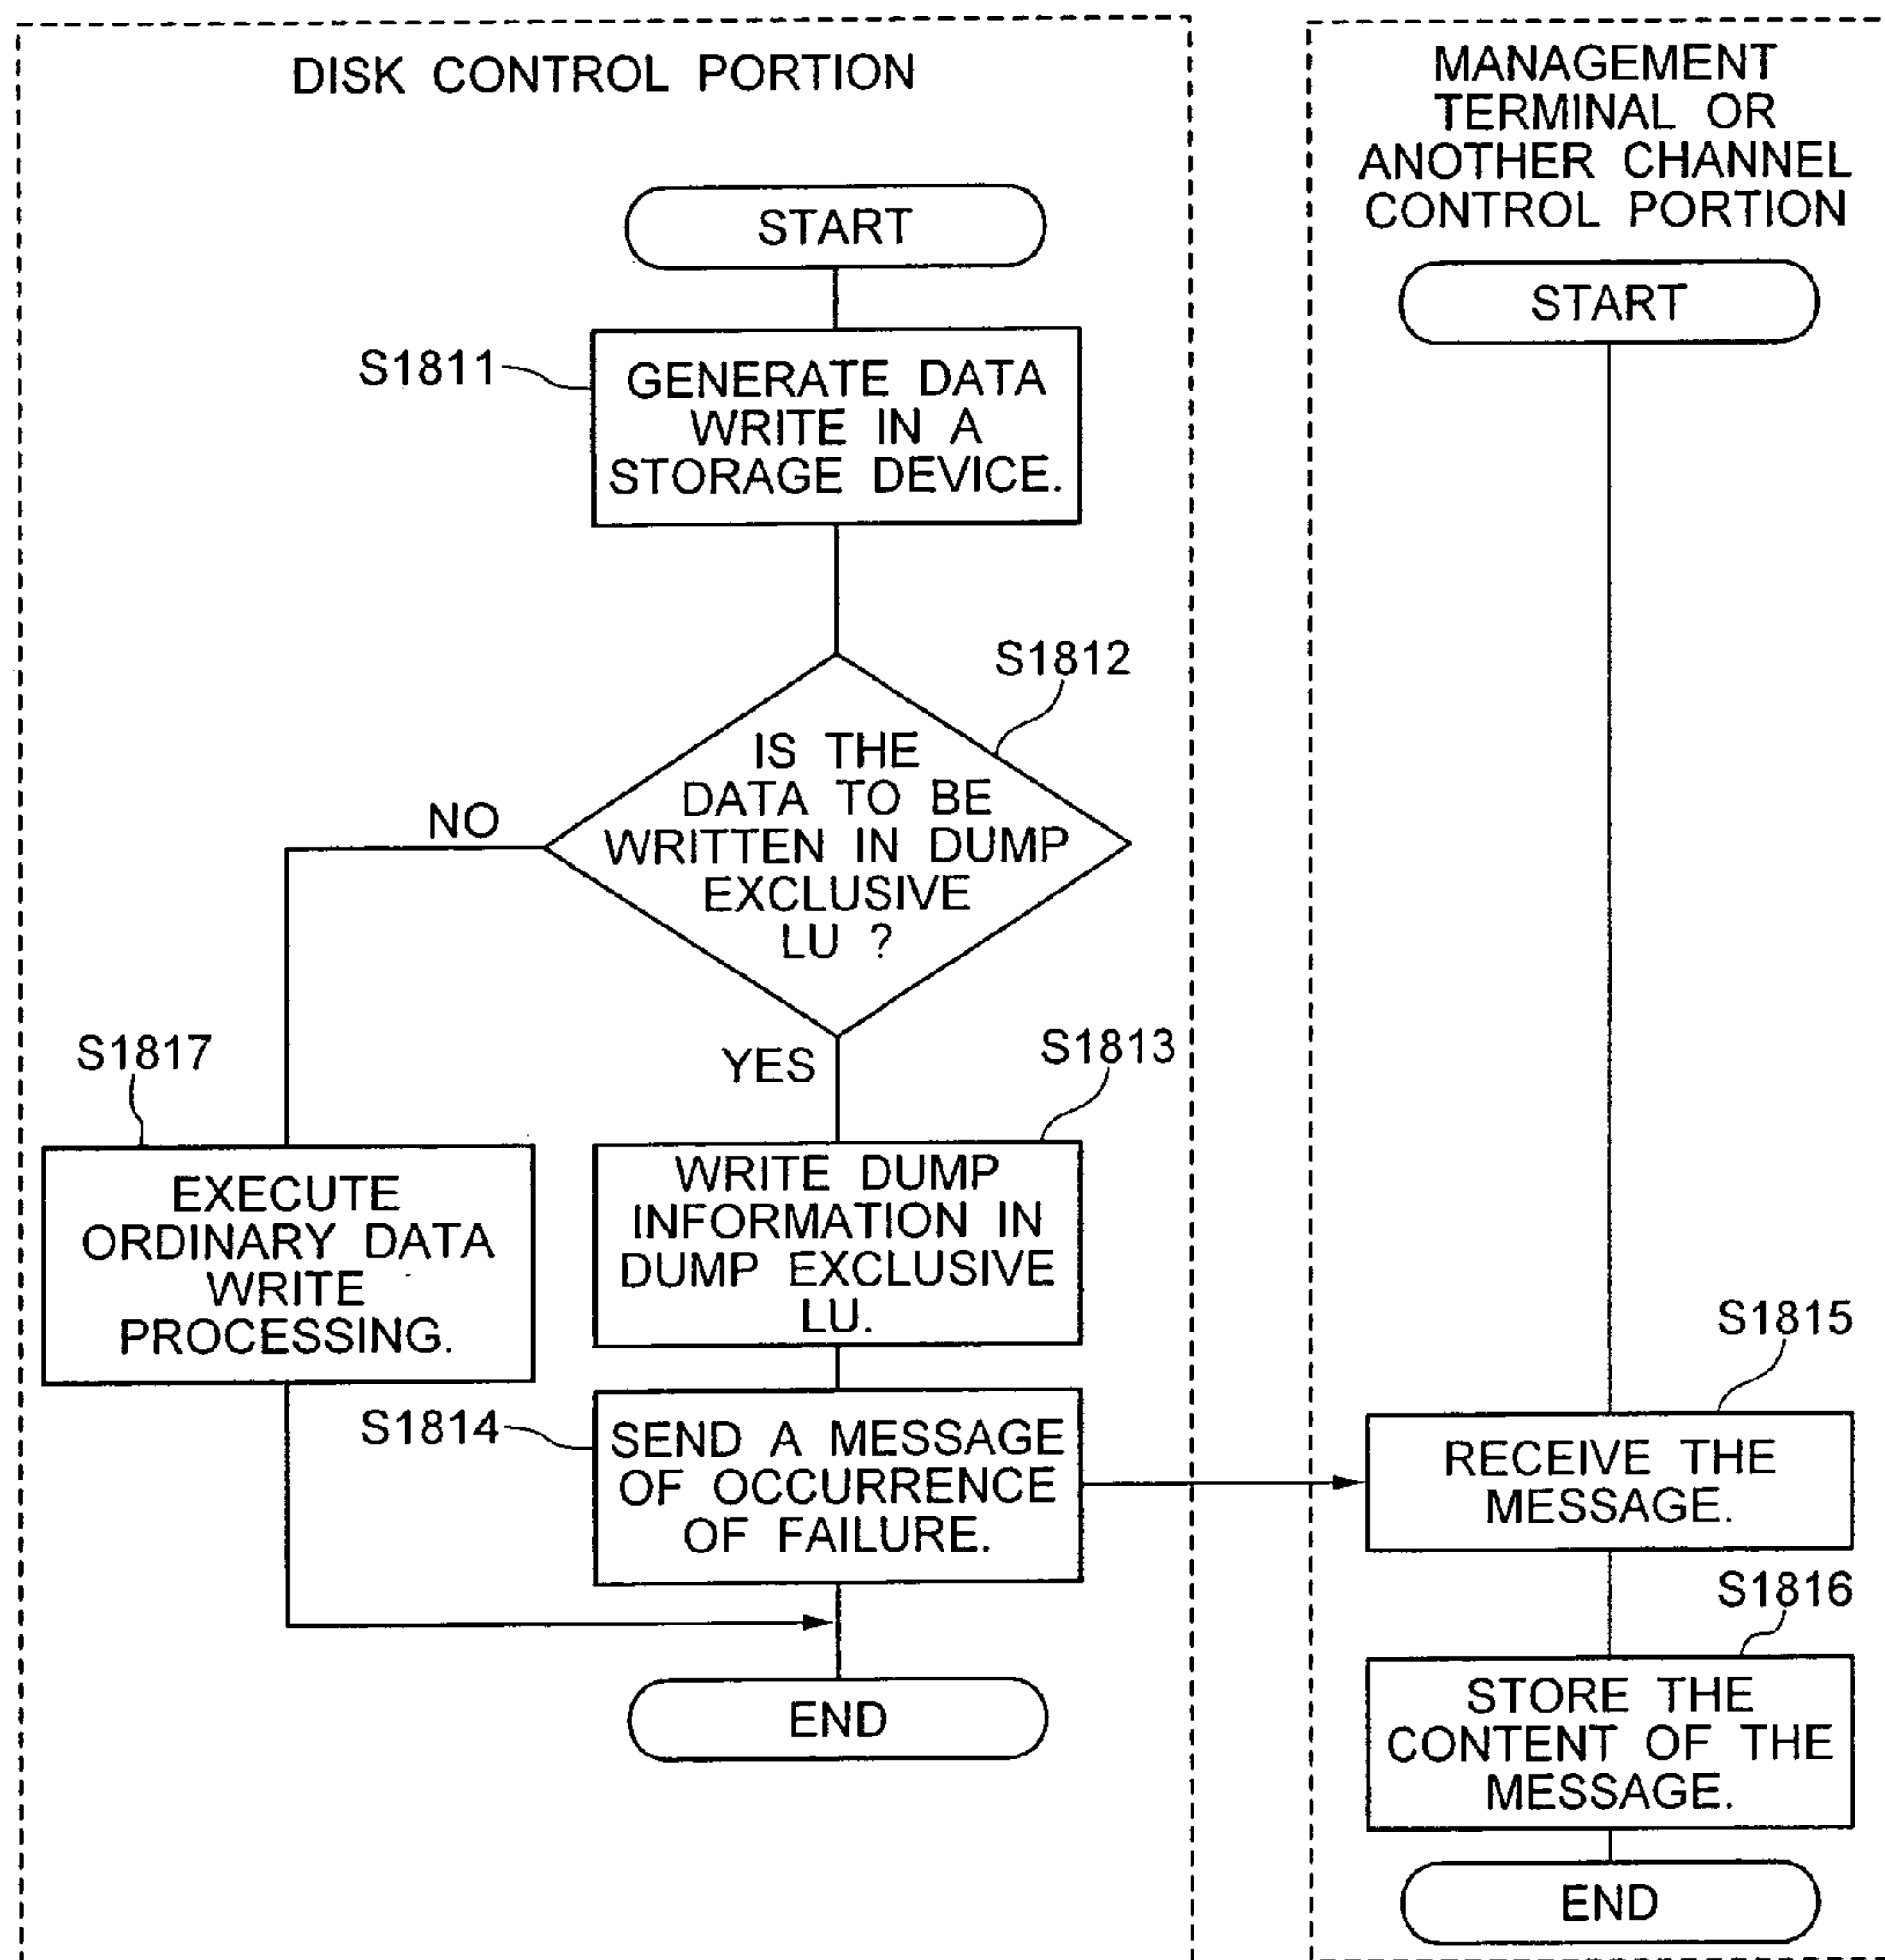 DISK CONTROL PORTION
START
S1811
GENERATE DATA
WRITE IN A
STORAGE DEVICE.
S1812
IS THE
DATA TO BE
WRITTEN IN DUMP
EXCLUSIVE
LU ?
NO
YES
S1817
EXECUTE
ORDINARY DATA
WRITE
PROCESSING.
S1813
WRITE DUMP
INFORMATION IN
DUMP EXCLUSIVE
LU.
S1814
SEND A MESSAGE
OF OCCURRENCE
OF FAILURE.
END
MANAGEMENT
TERMINAL OR
ANOTHER CHANNEL
CONTROL PORTION
START
S1815
RECEIVE THE
MESSAGE.
S1816
STORE THE
CONTENT OF THE
MESSAGE.
END